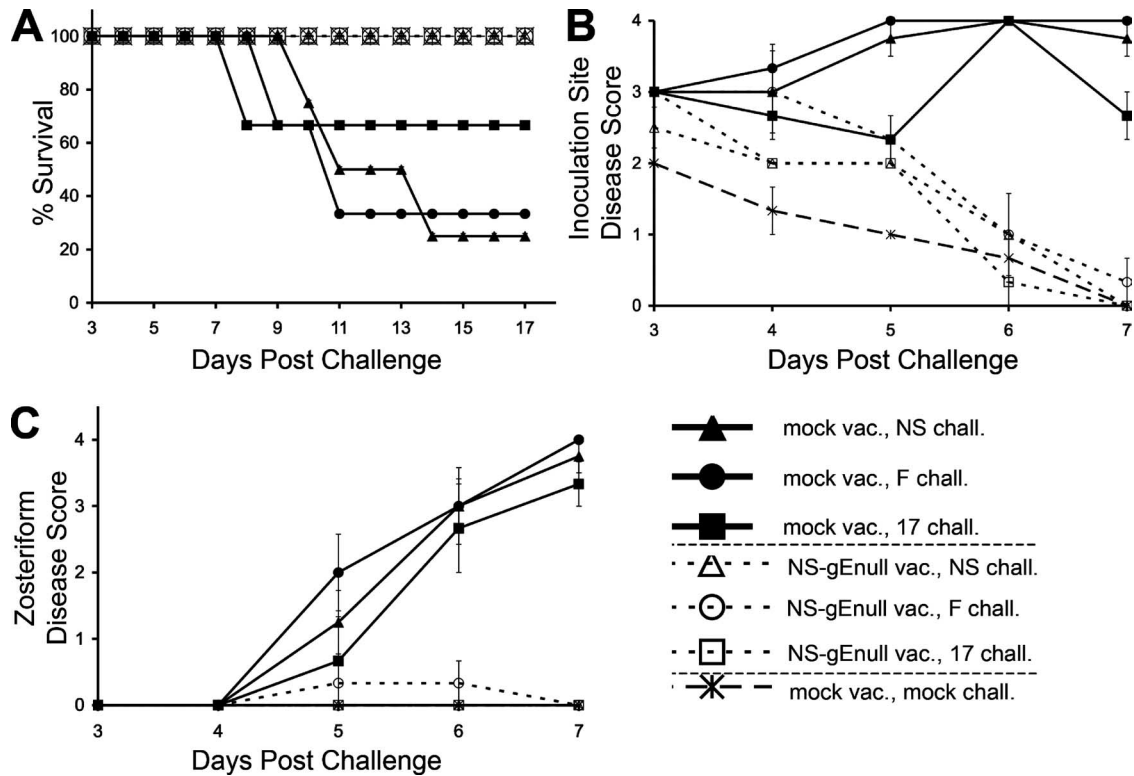 A
% Survival
100
80
60
40
20
0
3 5 7 9 11 13 15 17
Days Post Challenge
B
Inoculation Site
Disease Score
4
3
2
1
0
3 4 5 6 7
Days Post Challenge
C
Zosteriform
Disease Score
4
3
2
1
0
3 4 5 6 7
Days Post Challenge
mock vac., NS chall.
mock vac., F chall.
mock vac., 17 chall.
NS-gEnull vac., NS chall.
NS-gEnull vac., F chall.
NS-gEnull vac., 17 chall.
mock vac., mock chall.